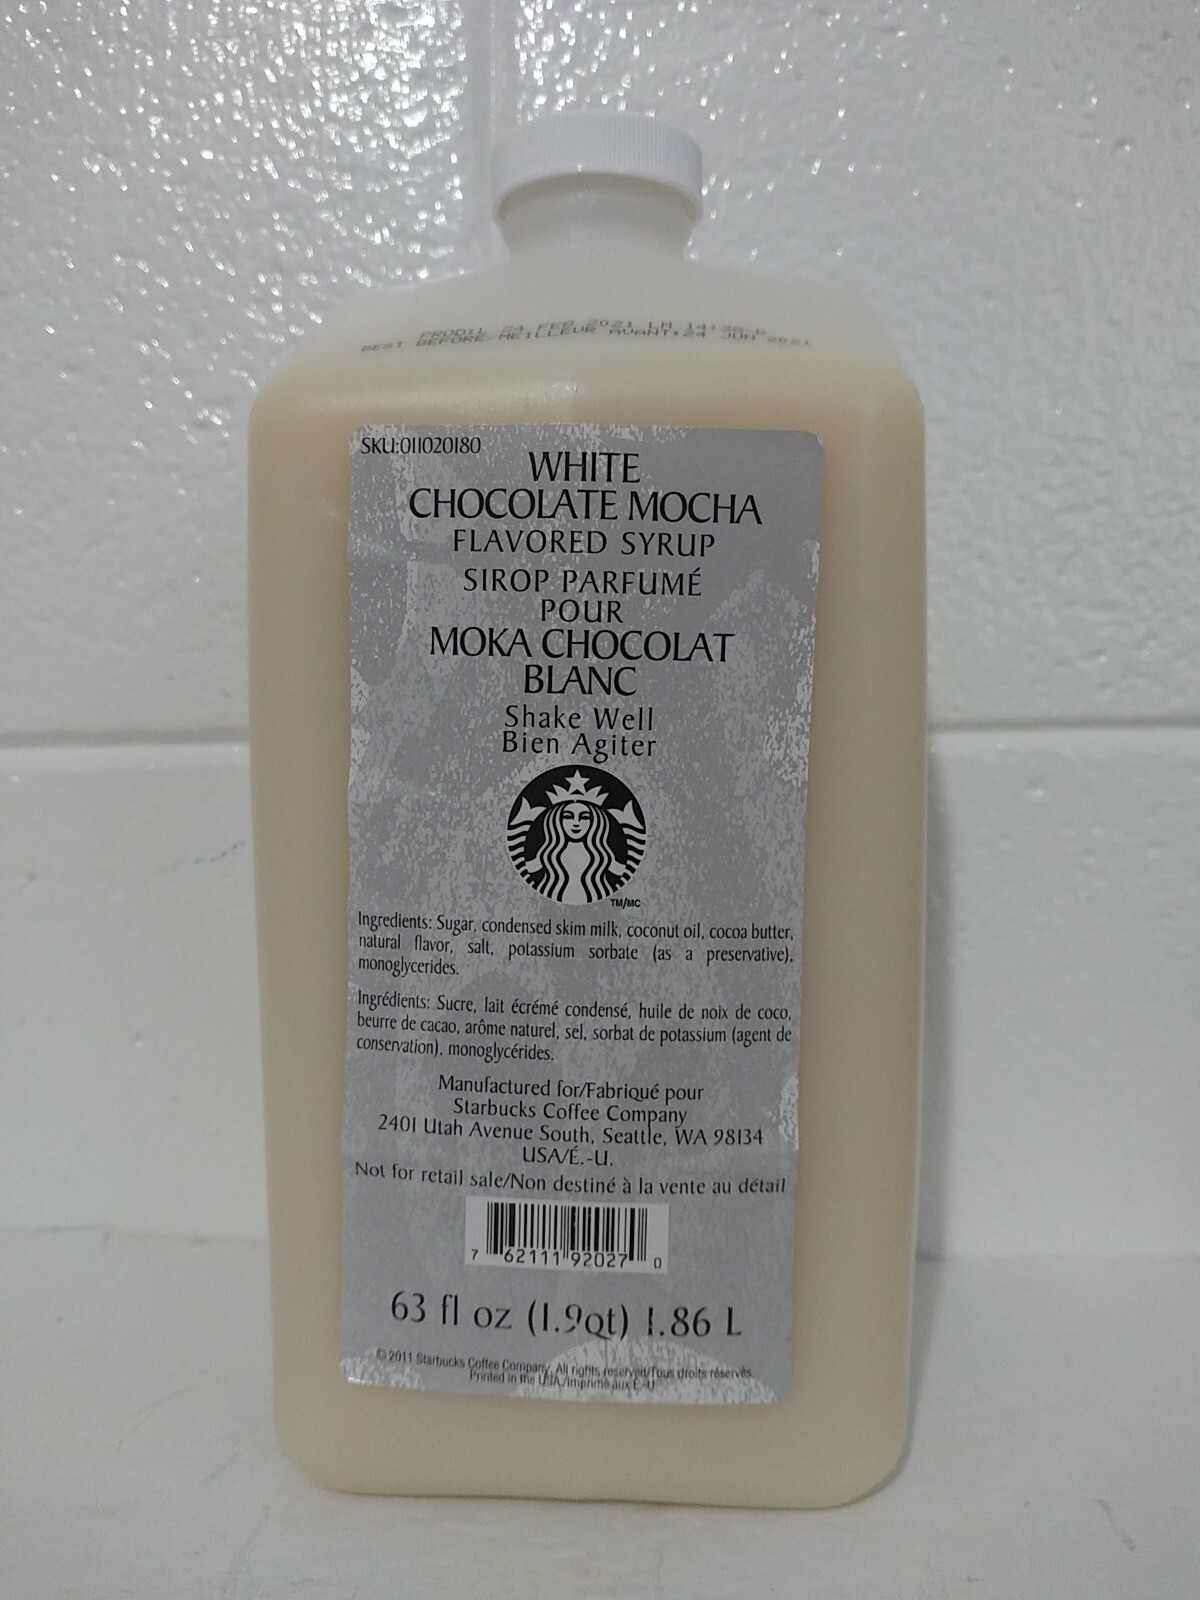 PROD:L 24 FEB 2021 LM 14:38-D
BEST BEFORE/MEILLEUR AVANT:24 JUN 2021
SKU:011020180
WHITE
CHOCOLATE MOCHA
FLAVORED SYRUP
SIROP PARFUMÉ
POUR
MOKA CHOCOLAT
BLANC
Shake Well
Bien Agiter
TM/MC
Ingredients: Sugar, condensed skim milk, coconut oil, cocoa butter,
natural flavor, salt, potassium sorbate (as a preservative),
monoglycerides.
Ingrédients: Sucre, lait écrémé condensé, huile de noix de coco,
beurre de cacao, arôme naturel, sel, sorbat de potassium (agent de
conservation), monoglycérides.
Manufactured for/Fabriqué pour
Starbucks Coffee Company
2401 Utah Avenue South, Seattle, WA 98134
USA/É.-U.
Not for retail sale/Non destiné à la vente au détail
7 62111 92027 0
63 fl oz (1.9qt) 1.86 L
© 2011 Starbucks Coffee Company. All rights reserved/Tous droits réservés.
Printed in the USA/Imprimé aux É.-U.